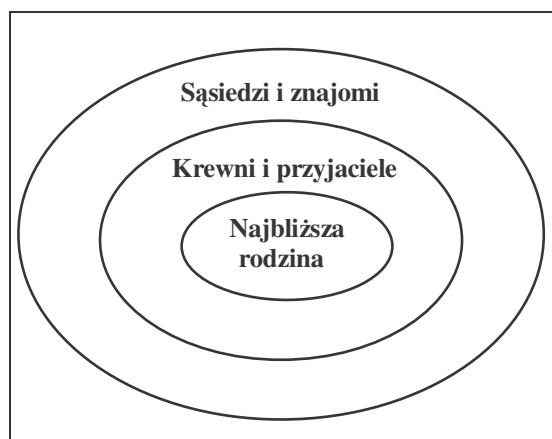 Sąsiedzi i znajomi
Krewni i przyjaciele
Najbliższa
rodzina